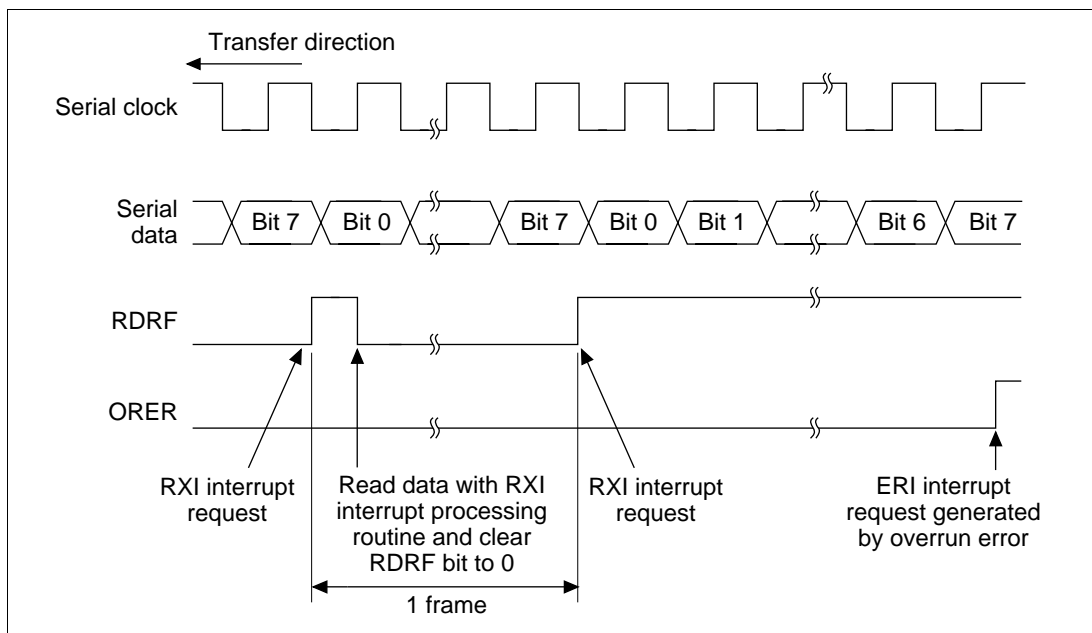 Transfer direction
Serial clock
Serial
data
Bit 7
Bit 0
Bit 7
Bit 0
Bit 1
Bit 6
Bit 7
RDRF
ORER
RXI interrupt
request
Read data with RXI
interrupt processing
routine and clear
RDRF bit to 0
RXI interrupt
request
ERI interrupt
request generated
by overrun error
1 frame